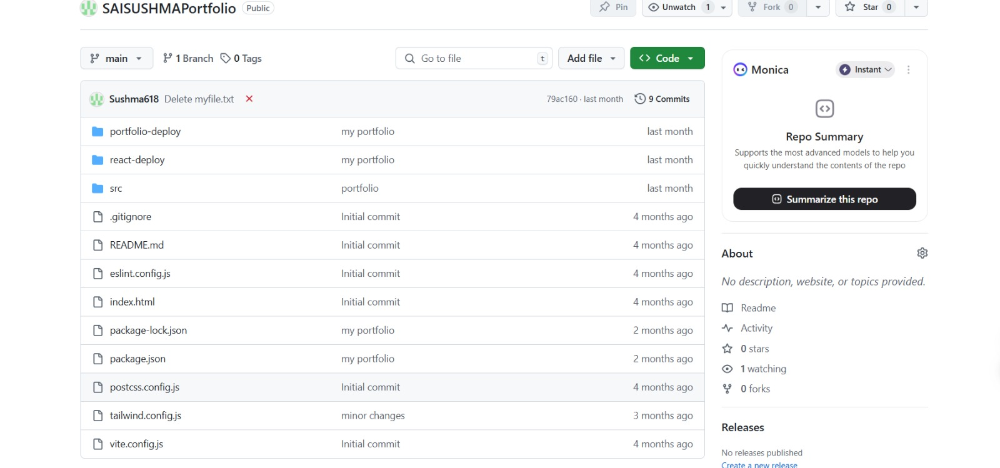 SAISUSHMAPortfolio Public Pin Unwatch 1 Fork 0 Star 0
main 1 Branch 0 Tags Go to file t Add file Code
Sushma618 Delete myfile.txt 79ac160 · last month 9 Commits
portfolio-deploy my portfolio last month
react-deploy my portfolio last month
src portfolio last month
.gitignore Initial commit 4 months ago
README.md Initial commit 4 months ago
eslint.config.js Initial commit 4 months ago
index.html Initial commit 4 months ago
package-lock.json my portfolio 2 months ago
package.json my portfolio 2 months ago
postcss.config.js Initial commit 4 months ago
tailwind.config.js minor changes 3 months ago
vite.config.js Initial commit 4 months ago
Monica Instant
Repo Summary
Supports the most advanced models to help you
quickly understand the contents of the repo
Summarize this repo
About
No description, website, or topics provided.
Readme
Activity
0 stars
1 watching
0 forks
Releases
No releases published
Create a new release